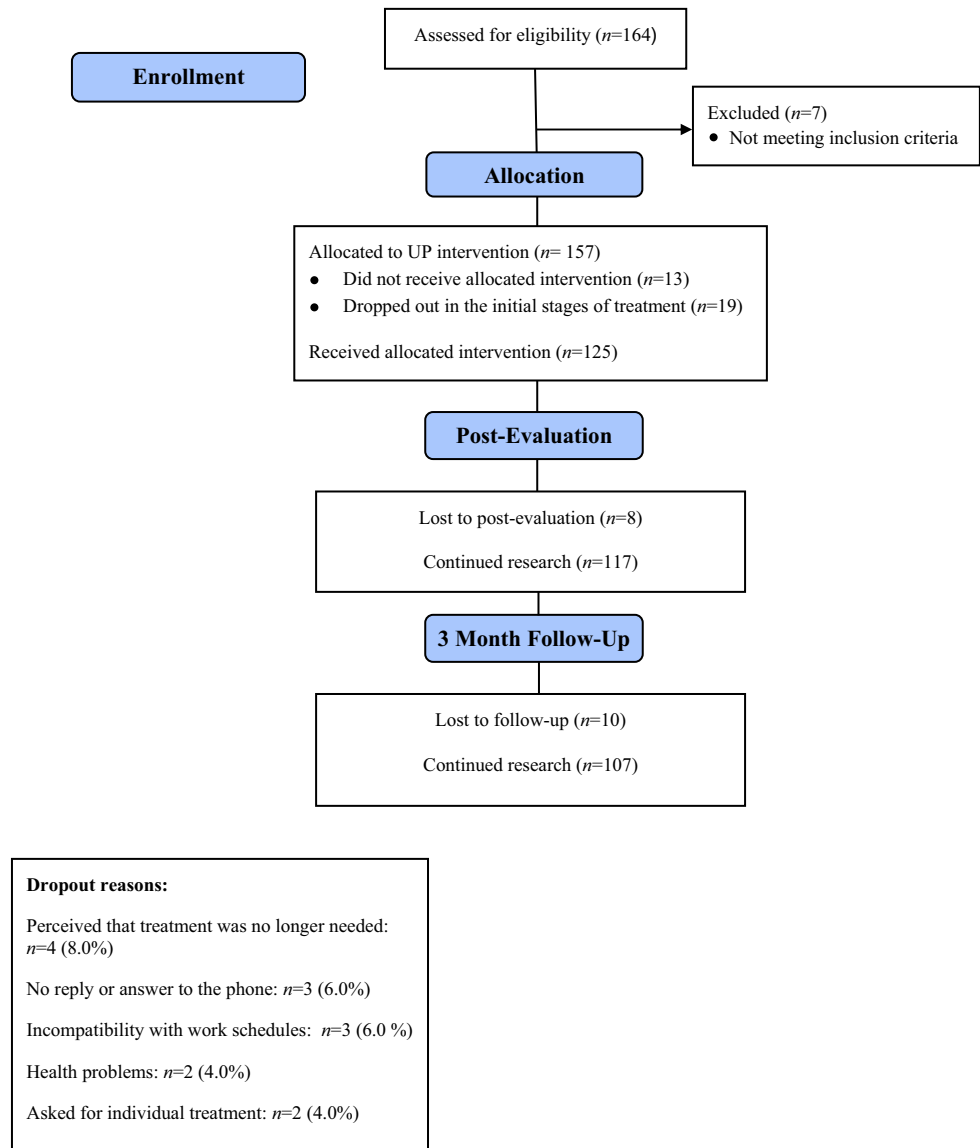 Assessed for eligibility (n=164)
Enrollment
Excluded (n=7)
• Not meeting inclusion criteria
Allocation
Allocated to UP intervention (n= 157)
• Did not receive allocated intervention (n=13)
• Dropped out in the initial stages of treatment (n=19)
Received allocated intervention (n=125)
Post-Evaluation
Lost to post-evaluation (n=8)
Continued research (n=117)
3 Month Follow-Up
Lost to follow-up (n=10)
Continued research (n=107)
Dropout reasons:
Perceived that treatment was no longer needed:
n=4 (8.0%)
No reply or answer to the phone: n=3 (6.0%)
Incompatibility with work schedules: n=3 (6.0 %)
Health problems: n=2 (4.0%)
Asked for individual treatment: n=2 (4.0%)